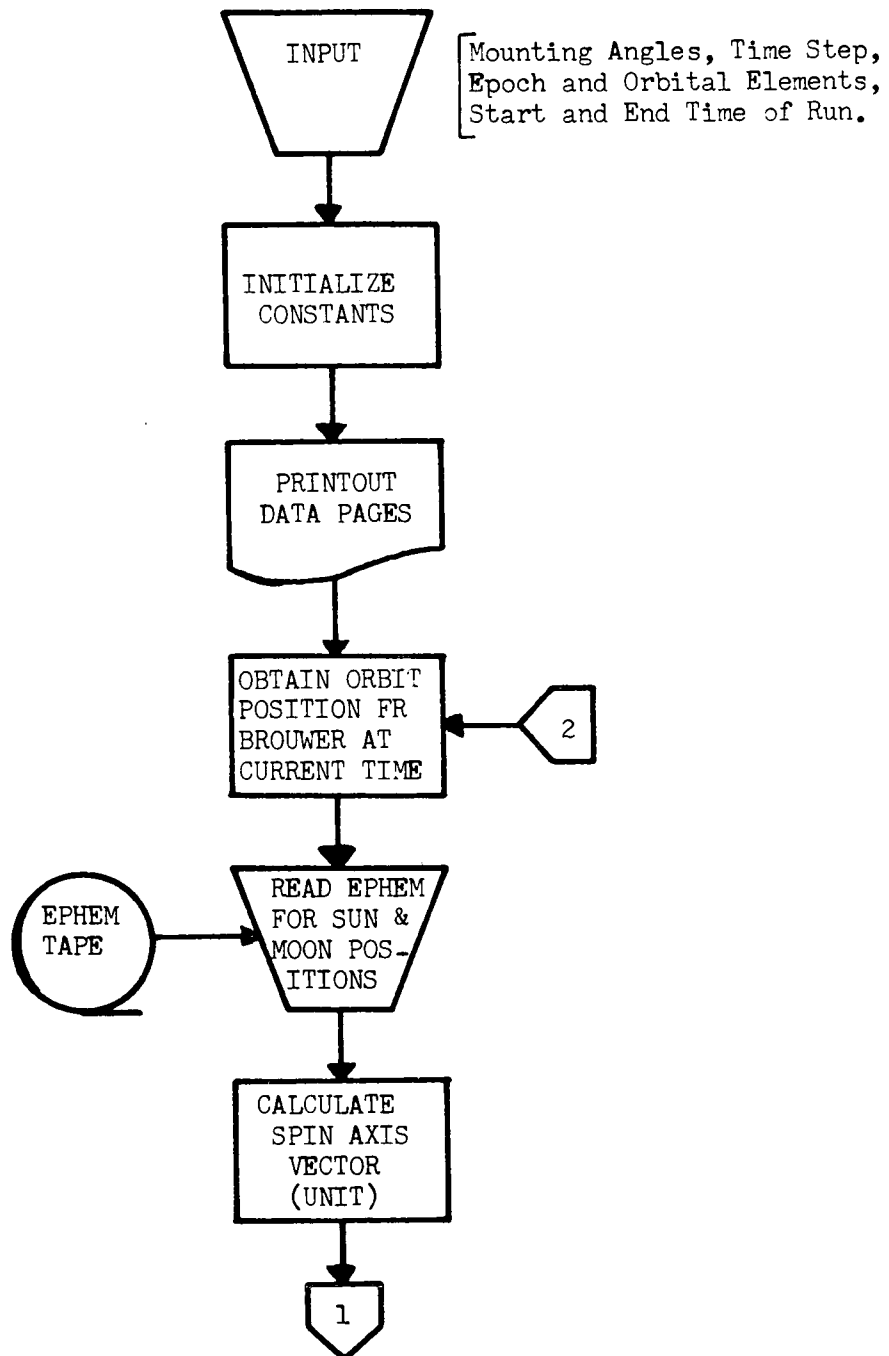 INPUT
Mounting Angles, Time Step,
Epoch and Orbital Elements,
Start and End Time of Run.
INITIALIZE
CONSTANTS
PRINTOUT
DATA PAGES
OBTAIN ORBIT
POSITION FR
BROUWER AT
CURRENT TIME
2
EPHEM
TAPE
READ EPHEM
FOR SUN &
MOON POS-
ITIONS
CALCULATE
SPIN AXIS
VECTOR
(UNIT)
1